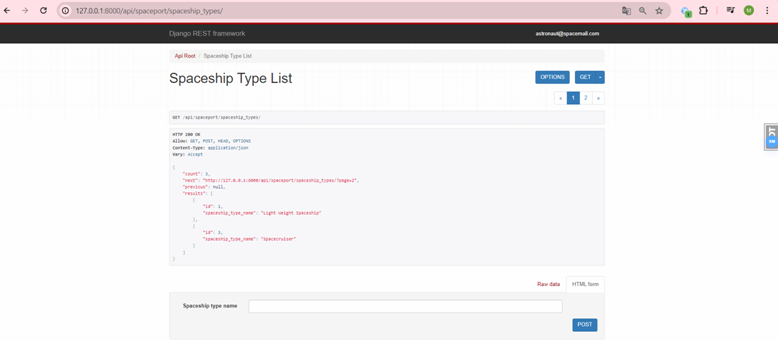 127.0.0.1:8000/api/spaceport/spaceship_types/
M
Django REST framework
astronaut@spacemail.com
Api Root / Spaceship Type List
Spaceship Type List
OPTIONS
GET
« 1 2 »
GET /api/spaceport/spaceship_types/
HTTP 200 OK
Allow: GET, POST, HEAD, OPTIONS
Content-Type: application/json
Vary: Accept
{
"count": 3,
"next": "http://127.0.0.1:8000/api/spaceport/spaceship_types/?page=2",
"previous": null,
"results": [
{
"id": 1,
"spaceship_type_name": "Light Weight Spaceship"
},
{
"id": 2,
"spaceship_type_name": "Spacecruiser"
}
]
}
Raw data
HTML form
Spaceship type name
POST